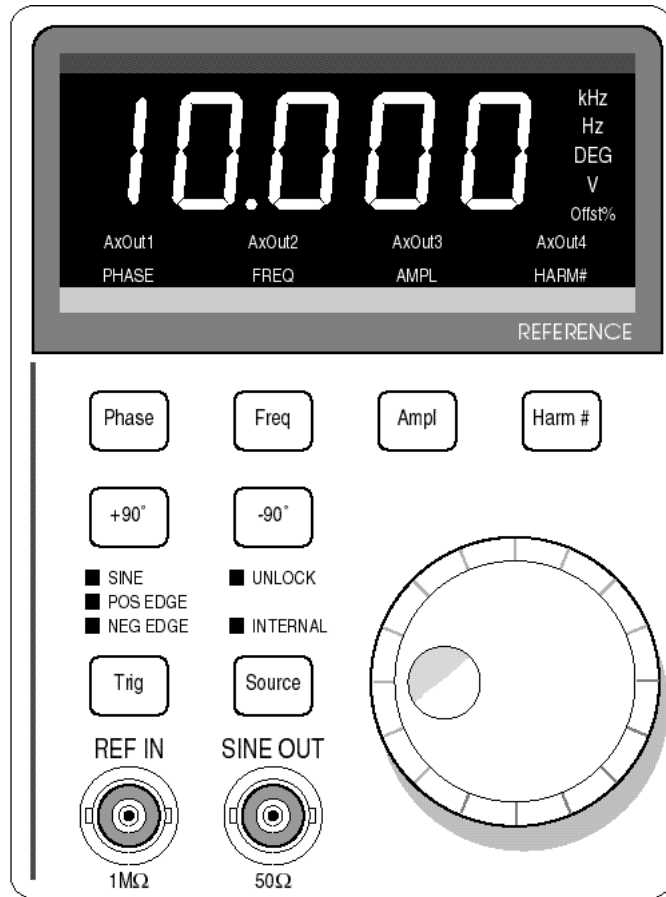 10.000
kHz
Hz
DEG
V
Offst%
AxOut1 AxOut2 AxOut3 AxOut4
PHASE FREQ AMPL HARM#
REFERENCE
Phase Freq Ampl Harm #
+90° -90°
SINE UNLOCK
POS EDGE
NEG EDGE INTERNAL
Trig Source
REF IN SINE OUT
1MΩ 50Ω